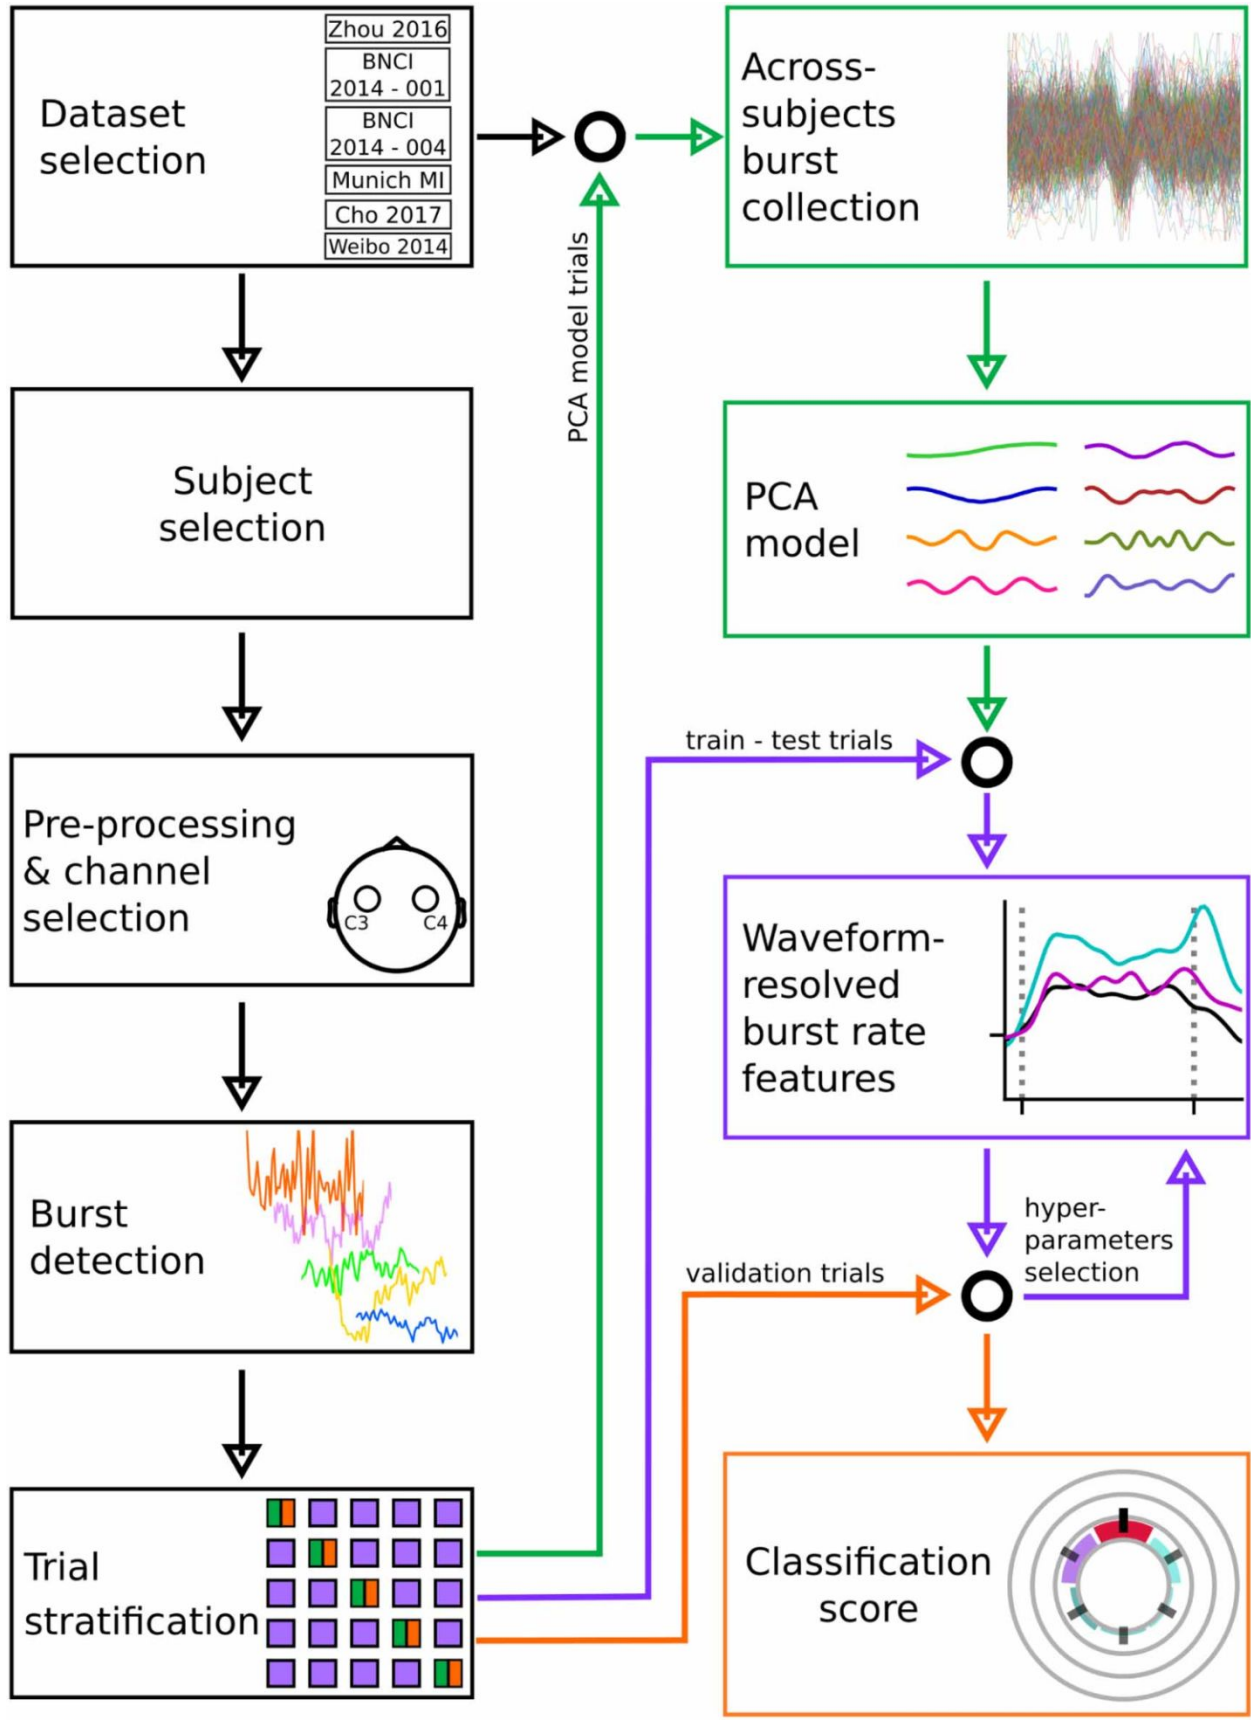 Dataset
selection
Zhou 2016
BNCI
2014 - 001
BNCI
2014 - 004
Munich MI
Cho 2017
Weibo 2014
Subject
selection
Pre-processing
& channel
selection
C3
C4
Burst
detection
Trial
stratification
PCA model trials
Across-
subjects
burst
collection
PCA
model
train - test trials
Waveform-
resolved
burst rate
features
hyper-
parameters
selection
validation trials
Classification
score